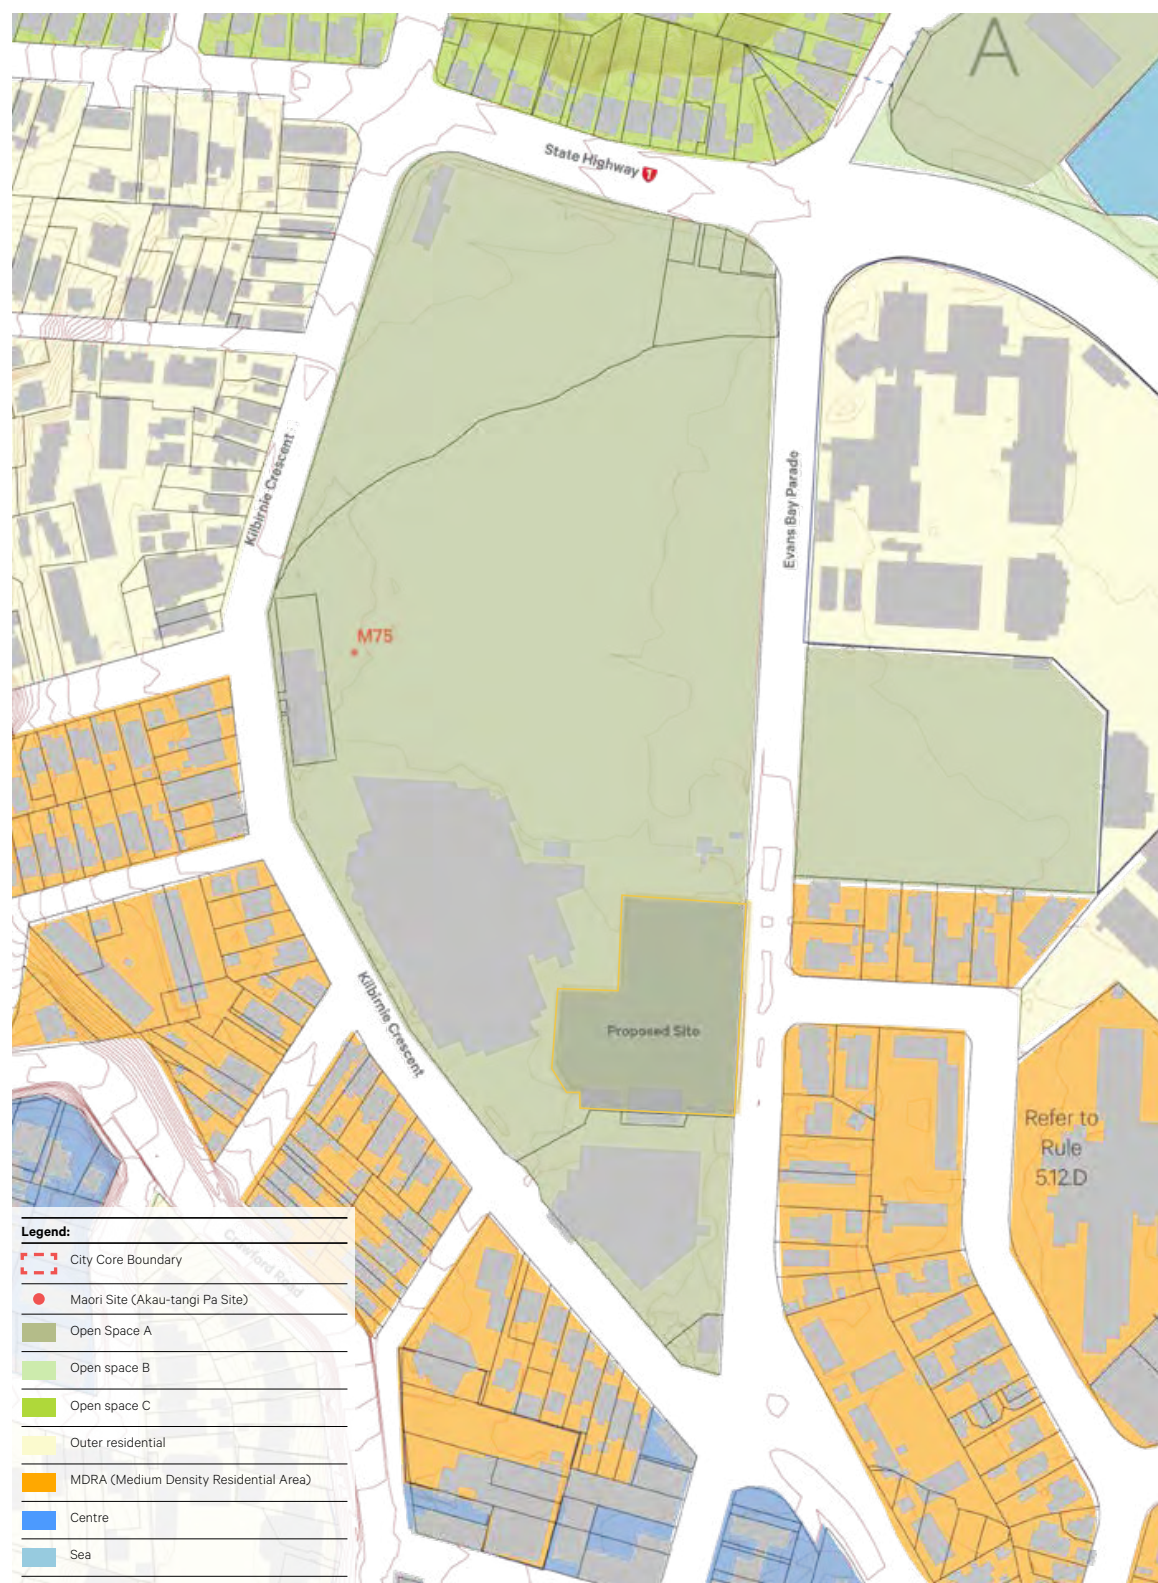 A
State Highway 1
Kilbirnie Crescent
Evans Bay Parade
M75
Kilbirnie Crescent
Proposed Site
Refer to
Rule
5.12.D
Crawford Road
Legend:
City Core Boundary
Maori Site (Akau-tangi Pa Site)
Open Space A
Open space B
Open space C
Outer residential
MDRA (Medium Density Residential Area)
Centre
Sea